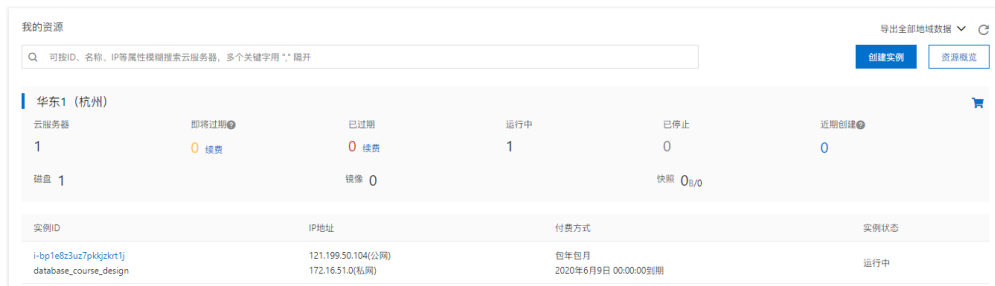 我的资源
导出全部地域数据
可按ID、名称、IP等属性模糊搜索云服务器，多个关键字用 "," 隔开
创建实例
资源概览
华东1（杭州）
云服务器 即将过期 已过期 运行中 已停止 近期创建
1 0 续费 0 续费 1 0 0
磁盘 1 镜像 0 快照 0B/0
实例ID IP地址 付费方式 实例状态
i-bp1e8z3uz7pkkjzkrt1j 121.199.50.104(公网) 包年包月 运行中
database_course_design 172.16.51.0(私网) 2020年6月9日 00:00:00到期